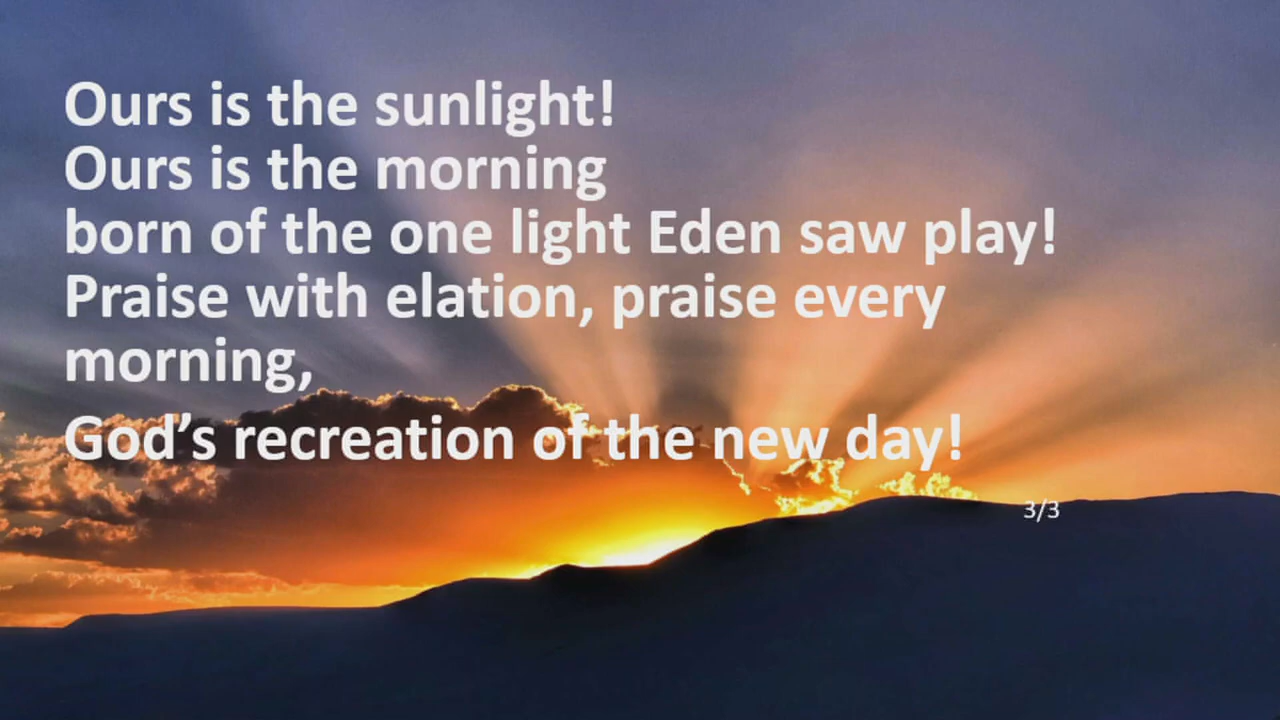 Ours is the sunlight!
Ours is the morning
born of the one light Eden saw play!
Praise with elation, praise every
morning,
God’s recreation of the new day!
3/3